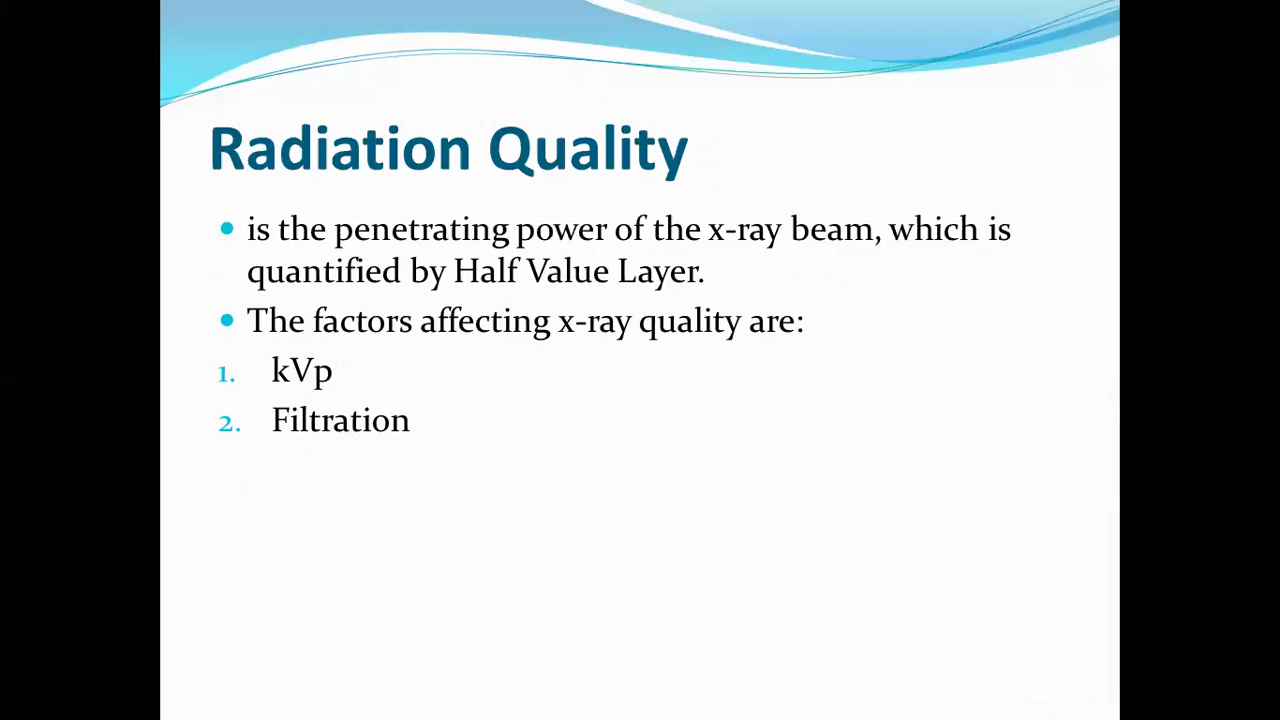 Radiation Quality
• is the penetrating power of the x-ray beam, which is
quantified by Half Value Layer.
• The factors affecting x-ray quality are:
1. kVp
2. Filtration